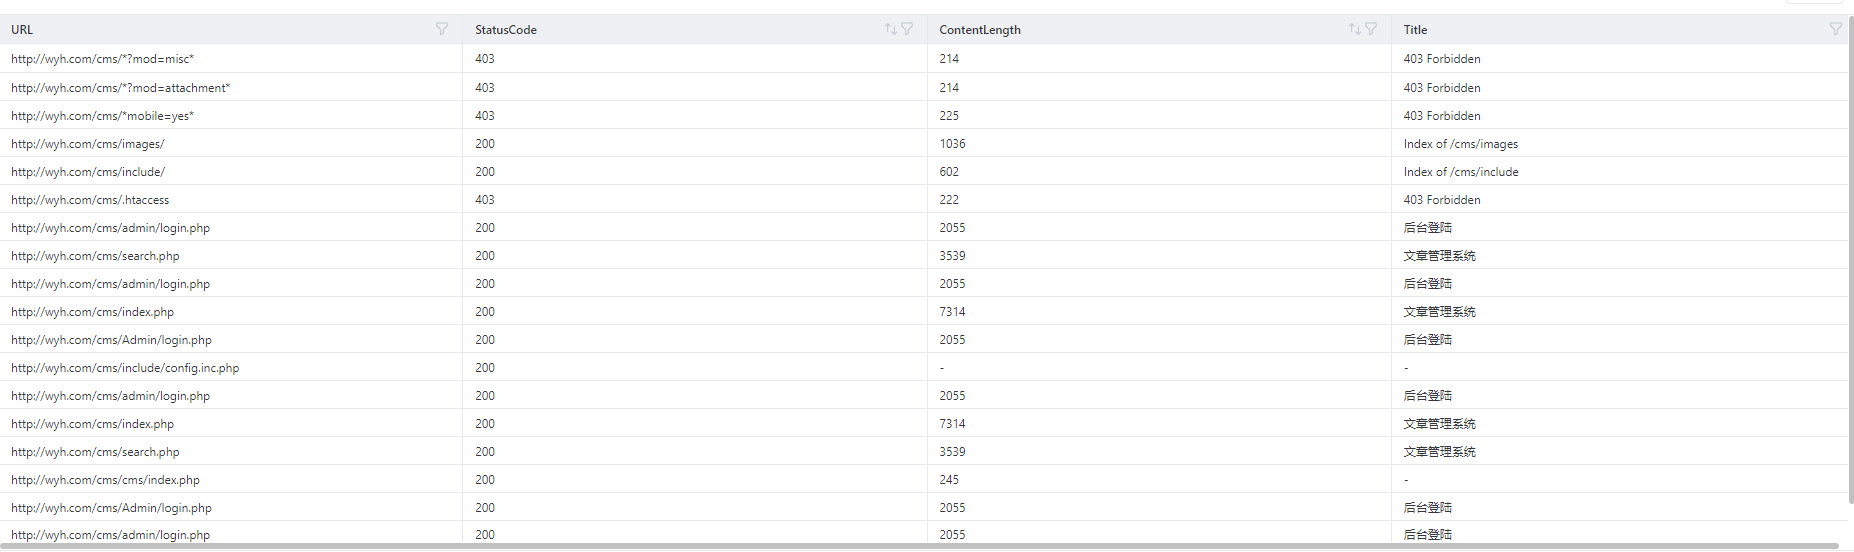 URL StatusCode ContentLength Title
http://wyh.com/cms/*?mod=misc* 403 214 403 Forbidden
http://wyh.com/cms/*?mod=attachment* 403 214 403 Forbidden
http://wyh.com/cms/*mobile=yes* 403 225 403 Forbidden
http://wyh.com/cms/images/ 200 1036 Index of /cms/images
http://wyh.com/cms/include/ 200 602 Index of /cms/include
http://wyh.com/cms/.htaccess 403 222 403 Forbidden
http://wyh.com/cms/admin/login.php 200 2055 后台登陆
http://wyh.com/cms/search.php 200 3539 文章管理系统
http://wyh.com/cms/admin/login.php 200 2055 后台登陆
http://wyh.com/cms/index.php 200 7314 文章管理系统
http://wyh.com/cms/Admin/login.php 200 2055 后台登陆
http://wyh.com/cms/include/config.inc.php 200 - -
http://wyh.com/cms/admin/login.php 200 2055 后台登陆
http://wyh.com/cms/index.php 200 7314 文章管理系统
http://wyh.com/cms/search.php 200 3539 文章管理系统
http://wyh.com/cms/cms/index.php 200 245 -
http://wyh.com/cms/Admin/login.php 200 2055 后台登陆
http://wyh.com/cms/admin/login.php 200 2055 后台登陆